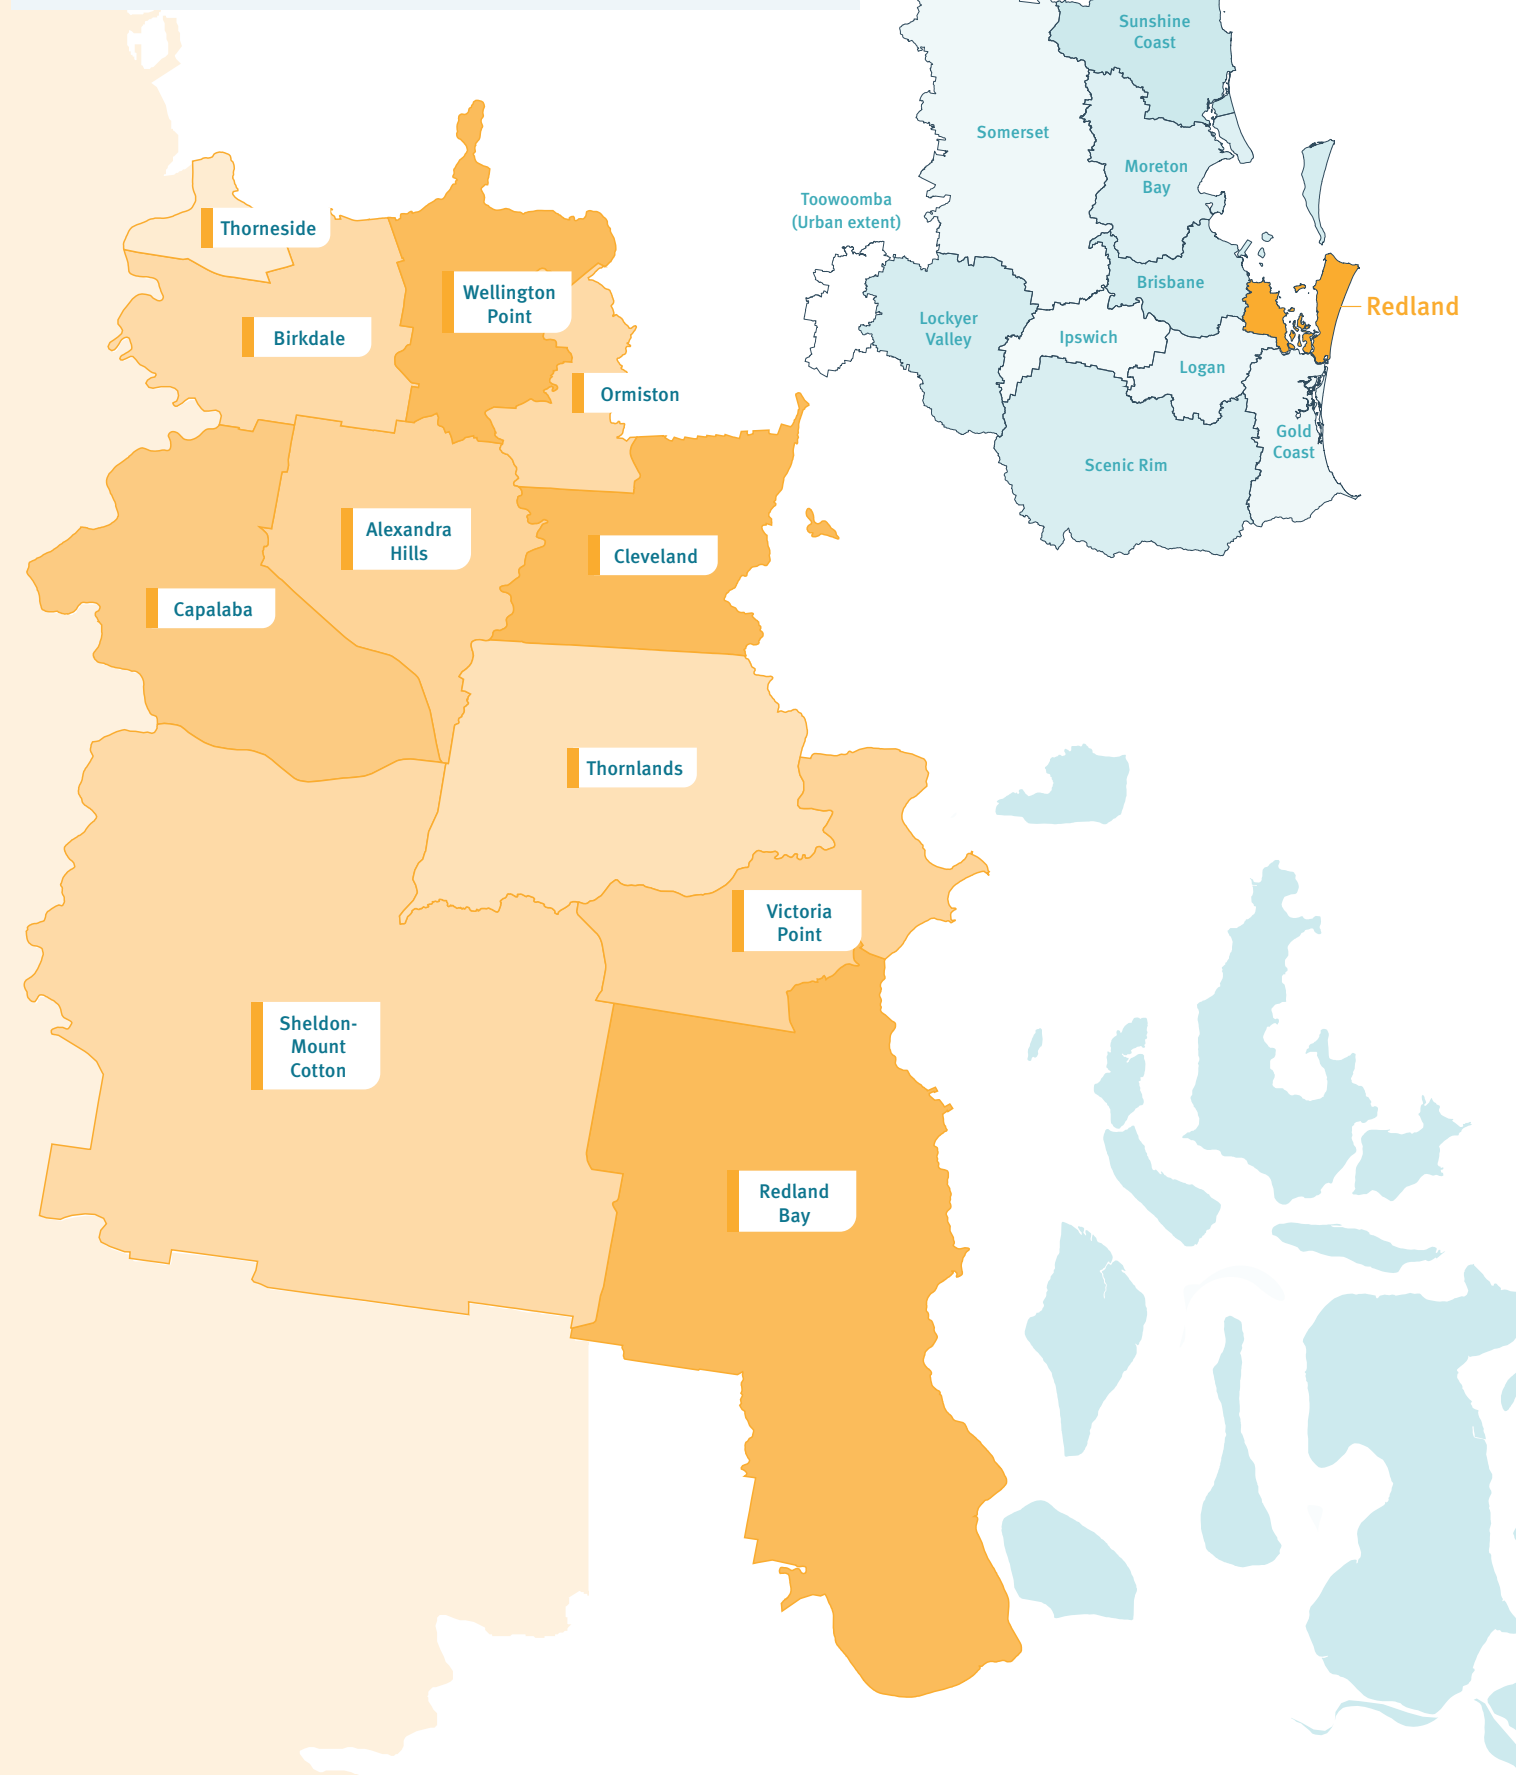 Sunshine
Coast
Somerset
Moreton
Bay
Toowoomba
(Urban extent)
Brisbane
Redland
Lockyer
Valley
Ipswich
Logan
Gold
Coast
Scenic Rim
Thorneside
Wellington
Point
Birkdale
Ormiston
Alexandra
Hills
Cleveland
Capalaba
Thornlands
Victoria
Point
Sheldon-
Mount
Cotton
Redland
Bay